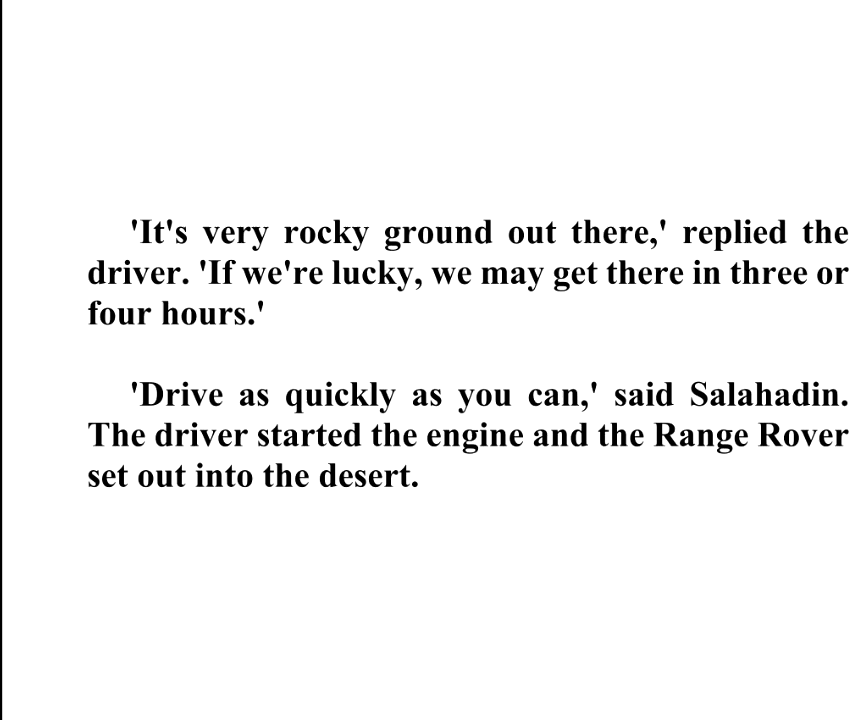 'It's very rocky ground out there,' replied the
driver. 'If we're lucky, we may get there in three or
four hours.'
'Drive as quickly as you can,' said Salahadin.
The driver started the engine and the Range Rover
set out into the desert.